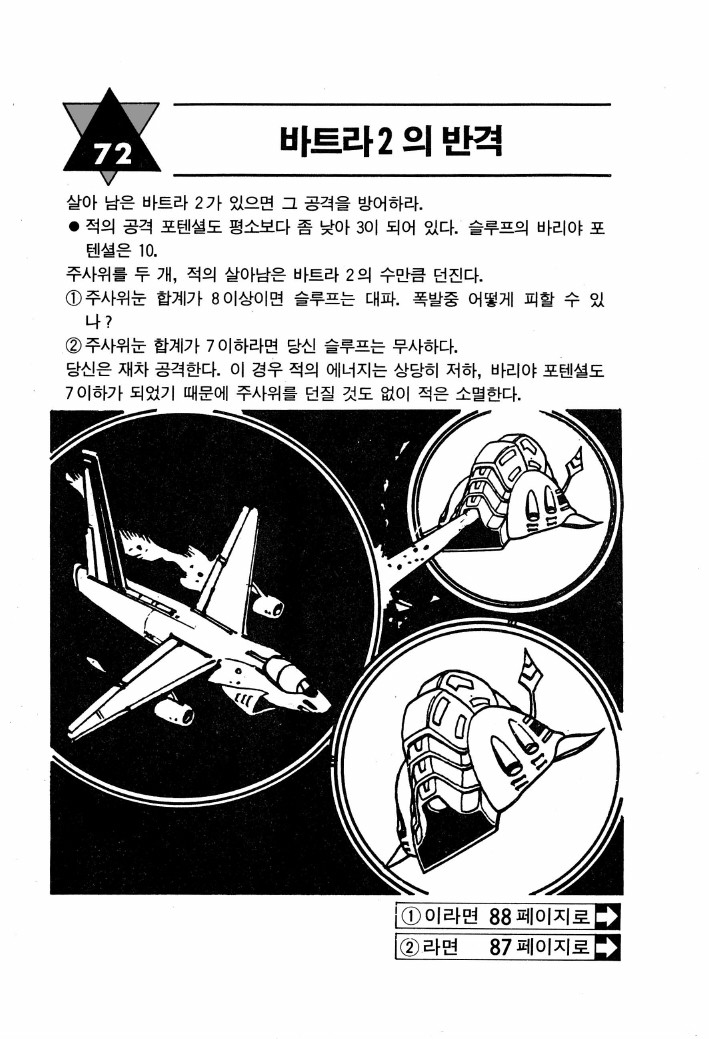 72
바트라2의 반격
살아 남은 바트라 2가 있으면 그 공격을 방어하라.
● 적의 공격 포텐셜도 평소보다 좀 낮아 3이 되어 있다. 슬루프의 바리야 포
텐셜은 10.
주사위를 두 개, 적의 살아남은 바트라 2의 수만큼 던진다.
① 주사위눈 합계가 8이상이면 슬루프는 대파. 폭발중 어떻게 피할 수 있
나?
② 주사위눈 합계가 7이하라면 당신 슬루프는 무사하다.
당신은 재차 공격한다. 이 경우 적의 에너지는 상당히 저하, 바리야 포텐셜도
7이하가 되었기 때문에 주사위를 던질 것도 없이 적은 소멸한다.
①이라면 88페이지로
②라면 87페이지로